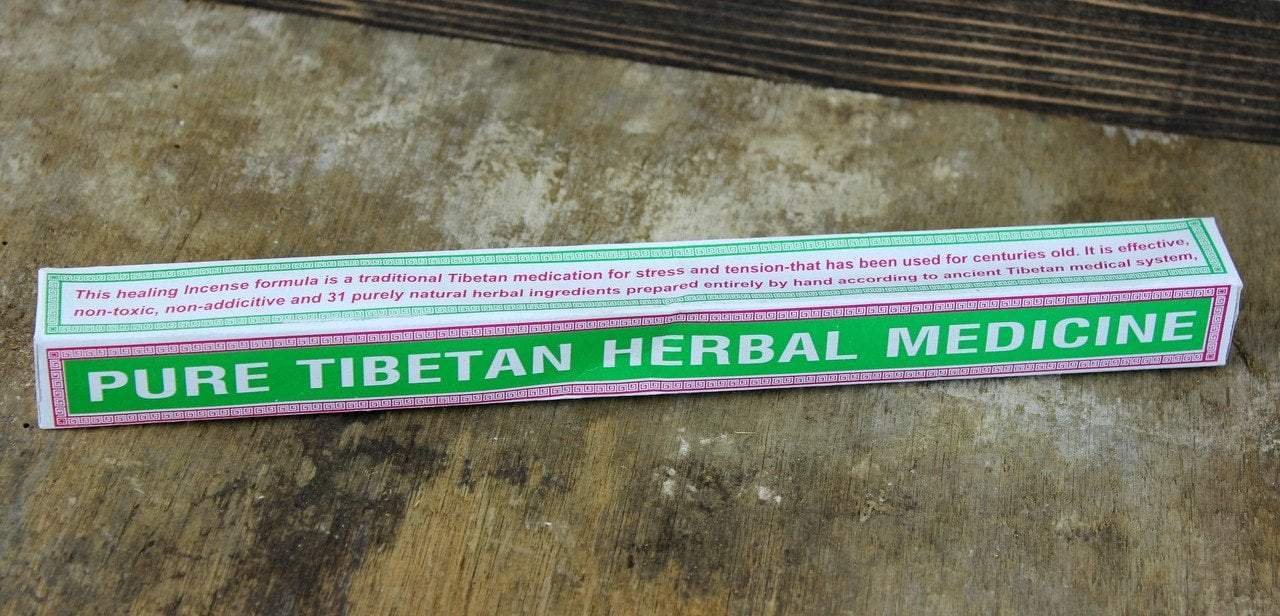 This healing Incense formula is a traditional Tibetan medication for stress and tension-that has been used for centuries old. It is effective,
non-toxic, non-addicitive and 31 purely natural herbal ingredients prepared entirely by hand according to ancient Tibetan medical system,
PURE TIBETAN HERBAL MEDICINE